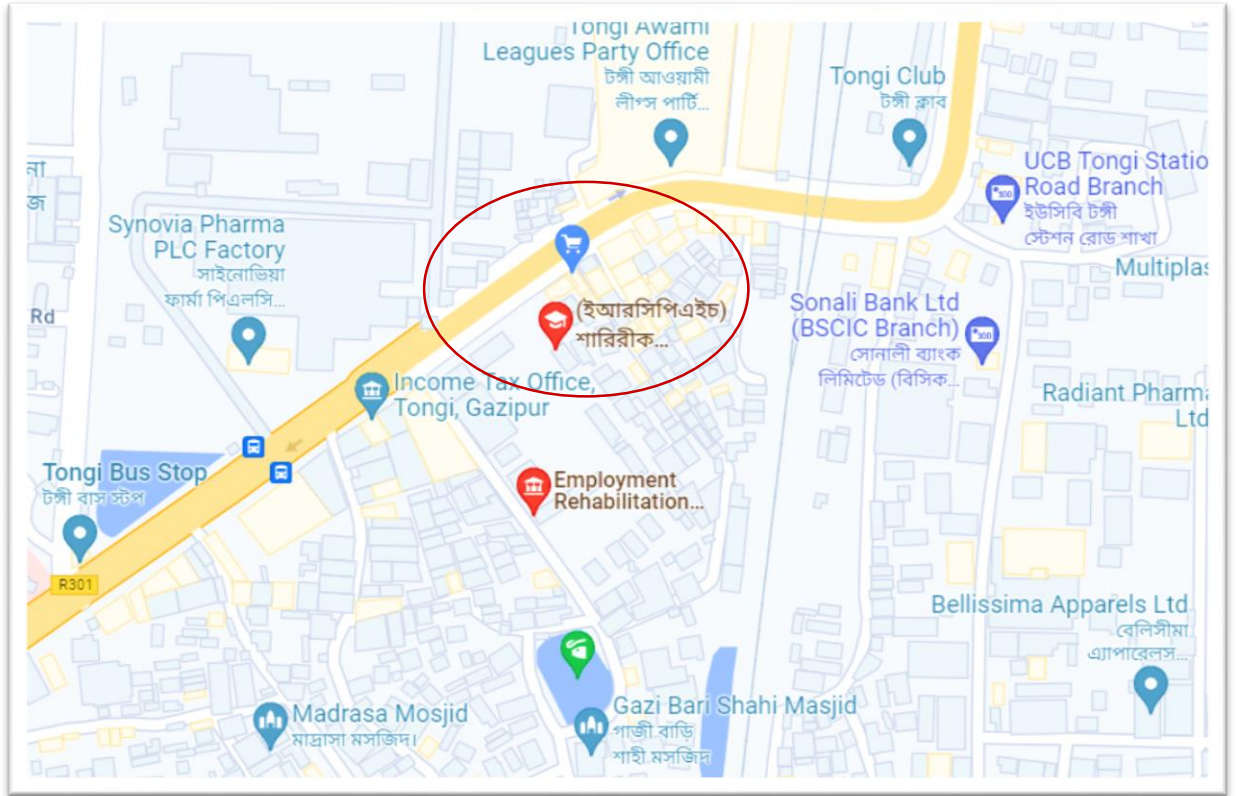 Tongi Awami
Leagues Party Office
টঙ্গী আওয়ামী
লীগ্স পার্টি...
Tongi Club
টঙ্গী ক্লাব
UCB Tongi Statio
Road Branch
ইউসিবি টঙ্গী
স্টেশন রোড শাখা
না
জ
Synovia Pharma
PLC Factory
সাইনোভিয়া
ফার্মা পিএলসি...
Multiplas
Rd
(ইআরসিপিএইচ)
শারিরীক...
Sonali Bank Ltd
(BSCIC Branch)
সোনালী ব্যাংক
লিমিটেড (বিসিক...
Income Tax Office,
Tongi, Gazipur
Radiant Pharma
Ltd
Tongi Bus Stop
টঙ্গী বাস স্টপ
Employment
Rehabilitation...
R301
Bellissima Apparels Ltd
বেলিসীমা
এ্যাপারেলস...
Madrasa Mosjid
মাদ্রাসা মসজিদ।
Gazi Bari Shahi Masjid
গাজী বাড়ি
শাহী মসজিদ